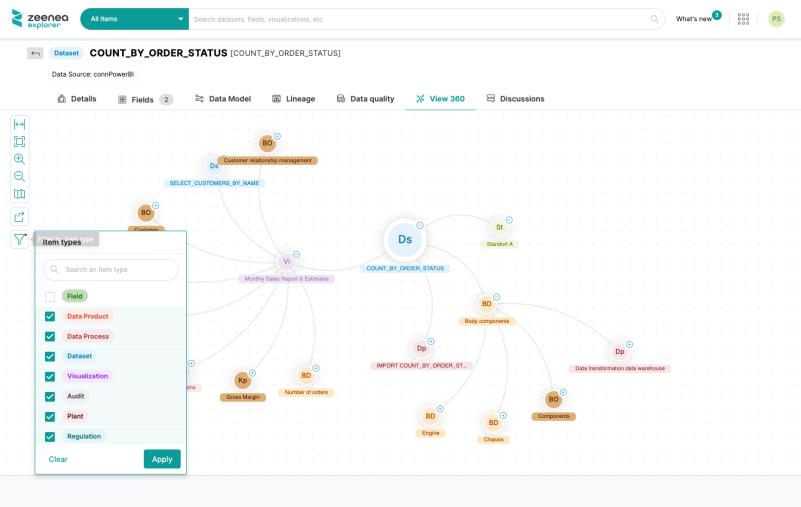 zeenea
explorer
All Items
Search datasets, fields, visualizations, etc.
What's new
3
PS
Dataset COUNT_BY_ORDER_STATUS [COUNT_BY_ORDER_STATUS]
Data Source: connPowerBI
Details
Fields 2
Data Model
Lineage
Data quality
View 360
Discussions
BO
Customer relationship management
Ds
SELECT_CUSTOMERS_BY_NAME
BO
Customer
St
Standort A
Ds
COUNT_BY_ORDER_STATUS
Vi
Monthly Sales Report & Estimates
BD
Body components
Dp
IMPORT COUNT_BY_ORDER_ST...
Dp
Data transformation data warehouse
Kp
Gross Margin
BD
Number of orders
BO
Components
BD
Engine
BD
Chassis
Item types
Search an item type
Field
Data Product
Data Process
Dataset
Visualization
Audit
Plant
Regulation
Clear
Apply